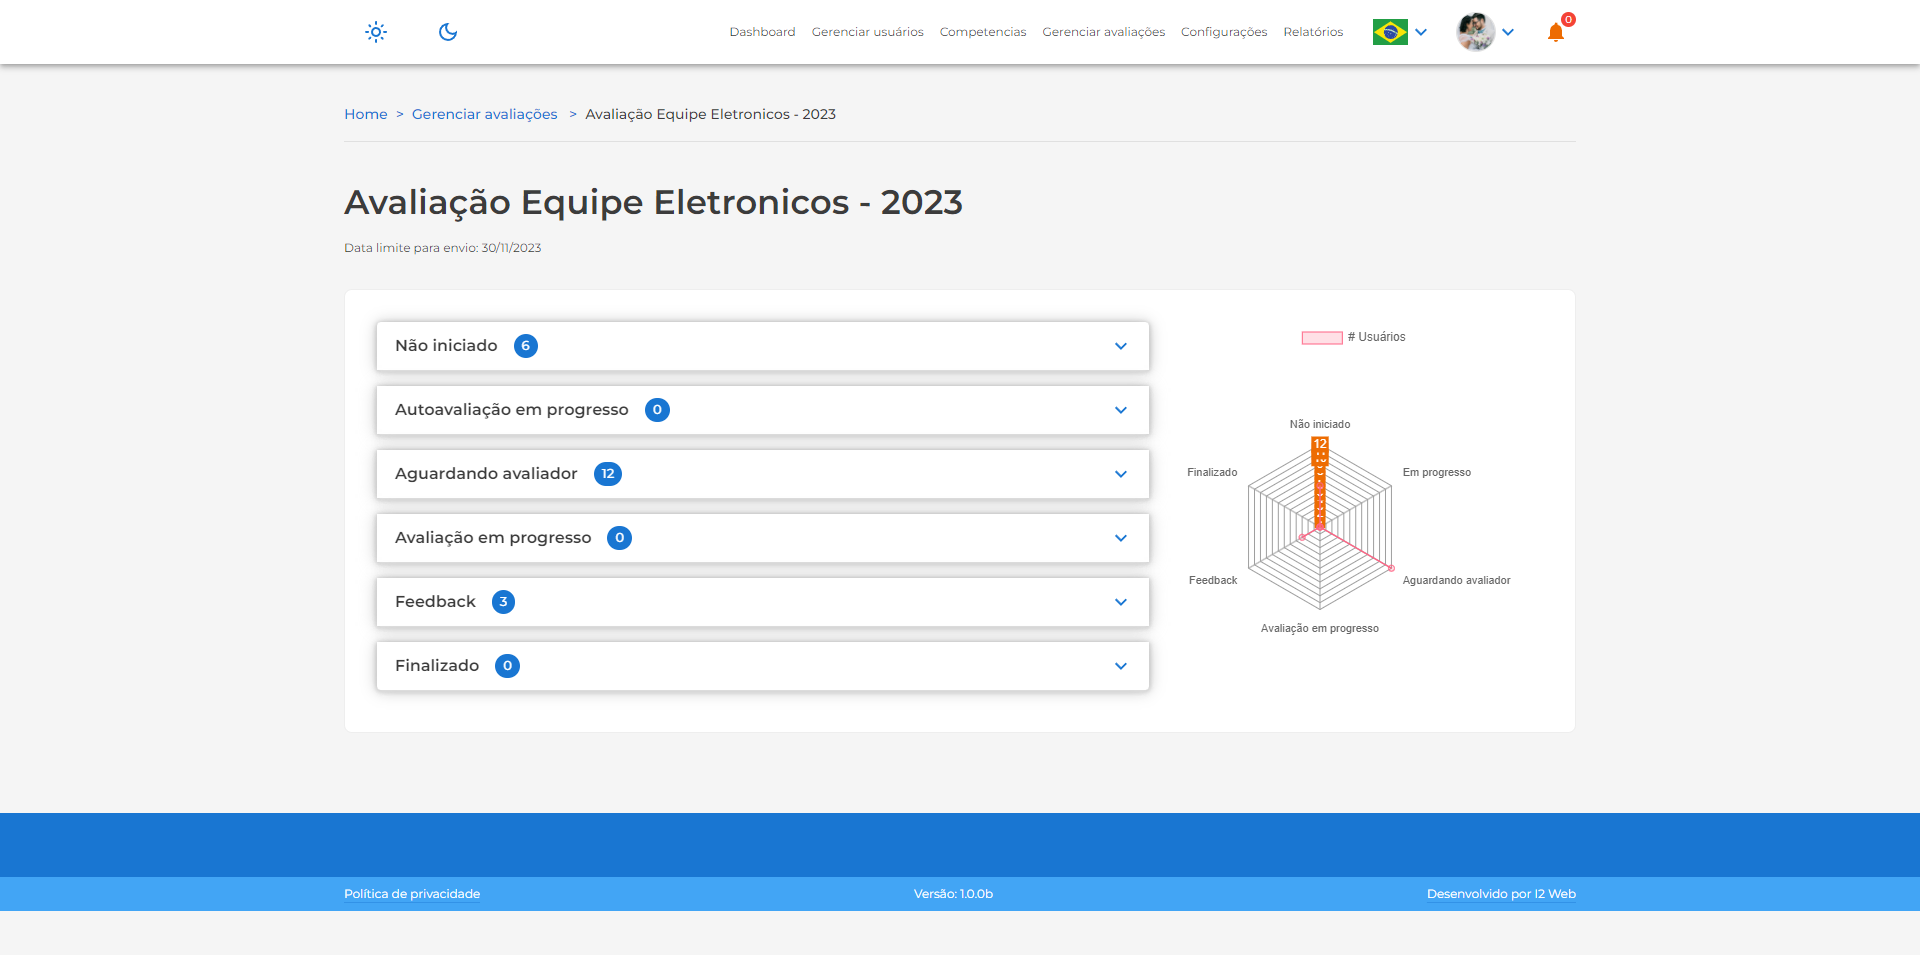 Dashboard Gerenciar usuários Competencias Gerenciar avaliações Configurações Relatórios 0
Home > Gerenciar avaliações > Avaliação Equipe Eletronicos - 2023
Avaliação Equipe Eletronicos - 2023
Data limite para envio: 30/11/2023
Não iniciado 6
Autoavaliação em progresso 0
Aguardando avaliador 12
Avaliação em progresso 0
Feedback 3
Finalizado 0
# Usuários
Não iniciado
12
Finalizado
Em progresso
Feedback
Aguardando avaliador
Avaliação em progresso
Política de privacidade
Versão: 1.0.0b
Desenvolvido por I2 Web